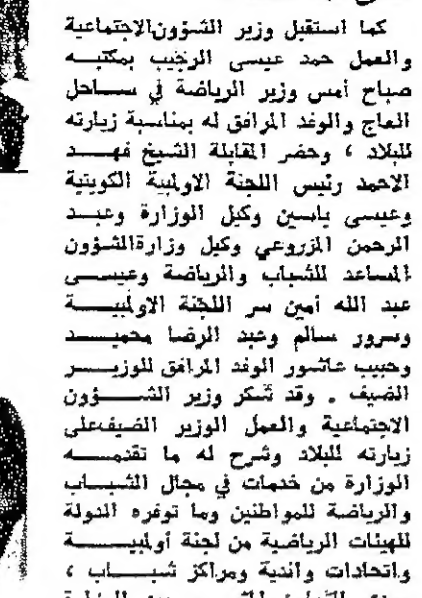 كما استقبل وزير الشؤون الاجتماعية
والعمل حمد عيسى الرجيب بمكتبه
صباح أمس وزير الرياضة في ساحل
العاج والوفد المرافق له بمناسبة زيارته
للبلاد ، وحضر المقابلة الشيخ فهد
الاحمد رئيس اللجنة الاولمبية الكويتية
وعيسى ياسين وكيل الوزارة وعبد
الرحمن المزروعي وكيل وزارة الشؤون
المساعد للشباب والرياضة وعيسى
عبد الله أمين سر اللجنة الاولمبية
وسرور سالم وعبد الرضا محميد
وحبيب عاشور الوفد المرافق للوزير
الضيف . وقد شكر وزير الشؤون
الاجتماعية والعمل الوزير الضيف على
زيارته للبلاد وشرح له ما تقدمه
الوزارة من خدمات في مجال الشباب
والرياضة للمواطنين وما توفره الدولة
للهيئات الرياضية من لجنة أولمبية
واتحادات واندية ومراكز شباب ،